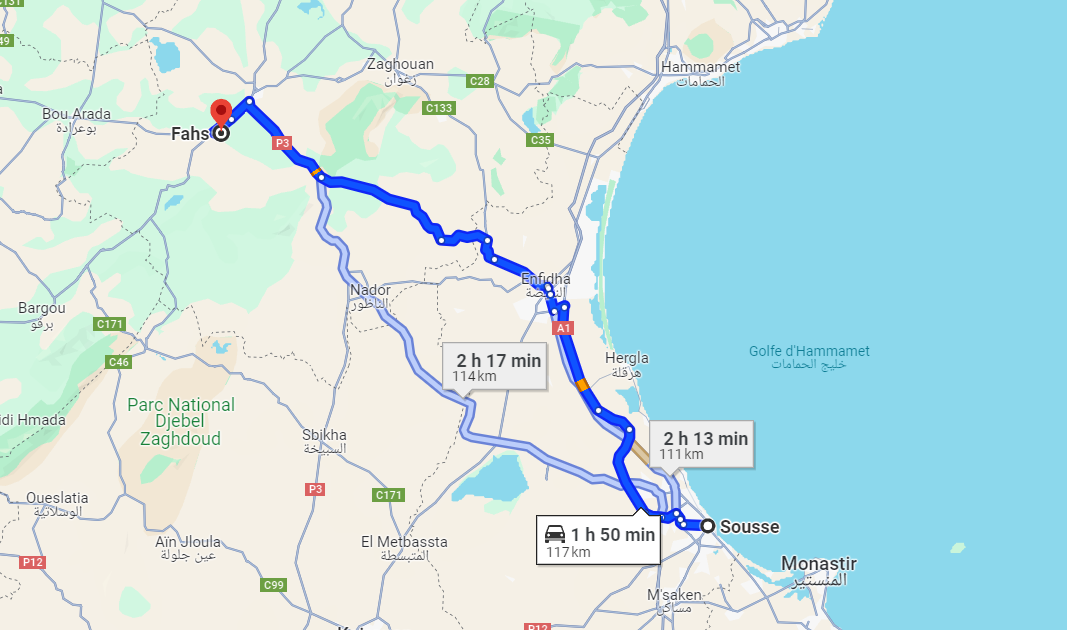 C131
49
Zaghouan
زغوان
C28
Hammamet
الحمامات
C133
Bou Arada
بوعرادة
Fahs
P3
C35
Enfidha
النفيضة
Nador
الناظور
Bargou
برقو
C171
A1
C46
Hergla
هرقلة
Golfe d'Hammamet
خليج الحمامات
2 h 17 min
114 km
Parc National
Djebel
Zaghdoud
idi Hmada
Sbikha
السبيخة
2 h 13 min
111 km
P3
C171
Oueslatia
الوسلاتية
1 h 50 min
117 km
Sousse
Aïn Jloula
عين جلولة
El Metbassta
المتبسطة
P12
Monastir
المنستير
C99
M'saken
مساكن
P12